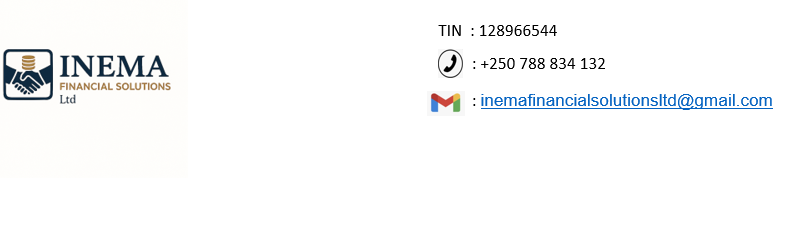 INEMA
FINANCIAL SOLUTIONS
Ltd
TIN : 128966544
: +250 788 834 132
: inemafinancialsolutionsltd@gmail.com